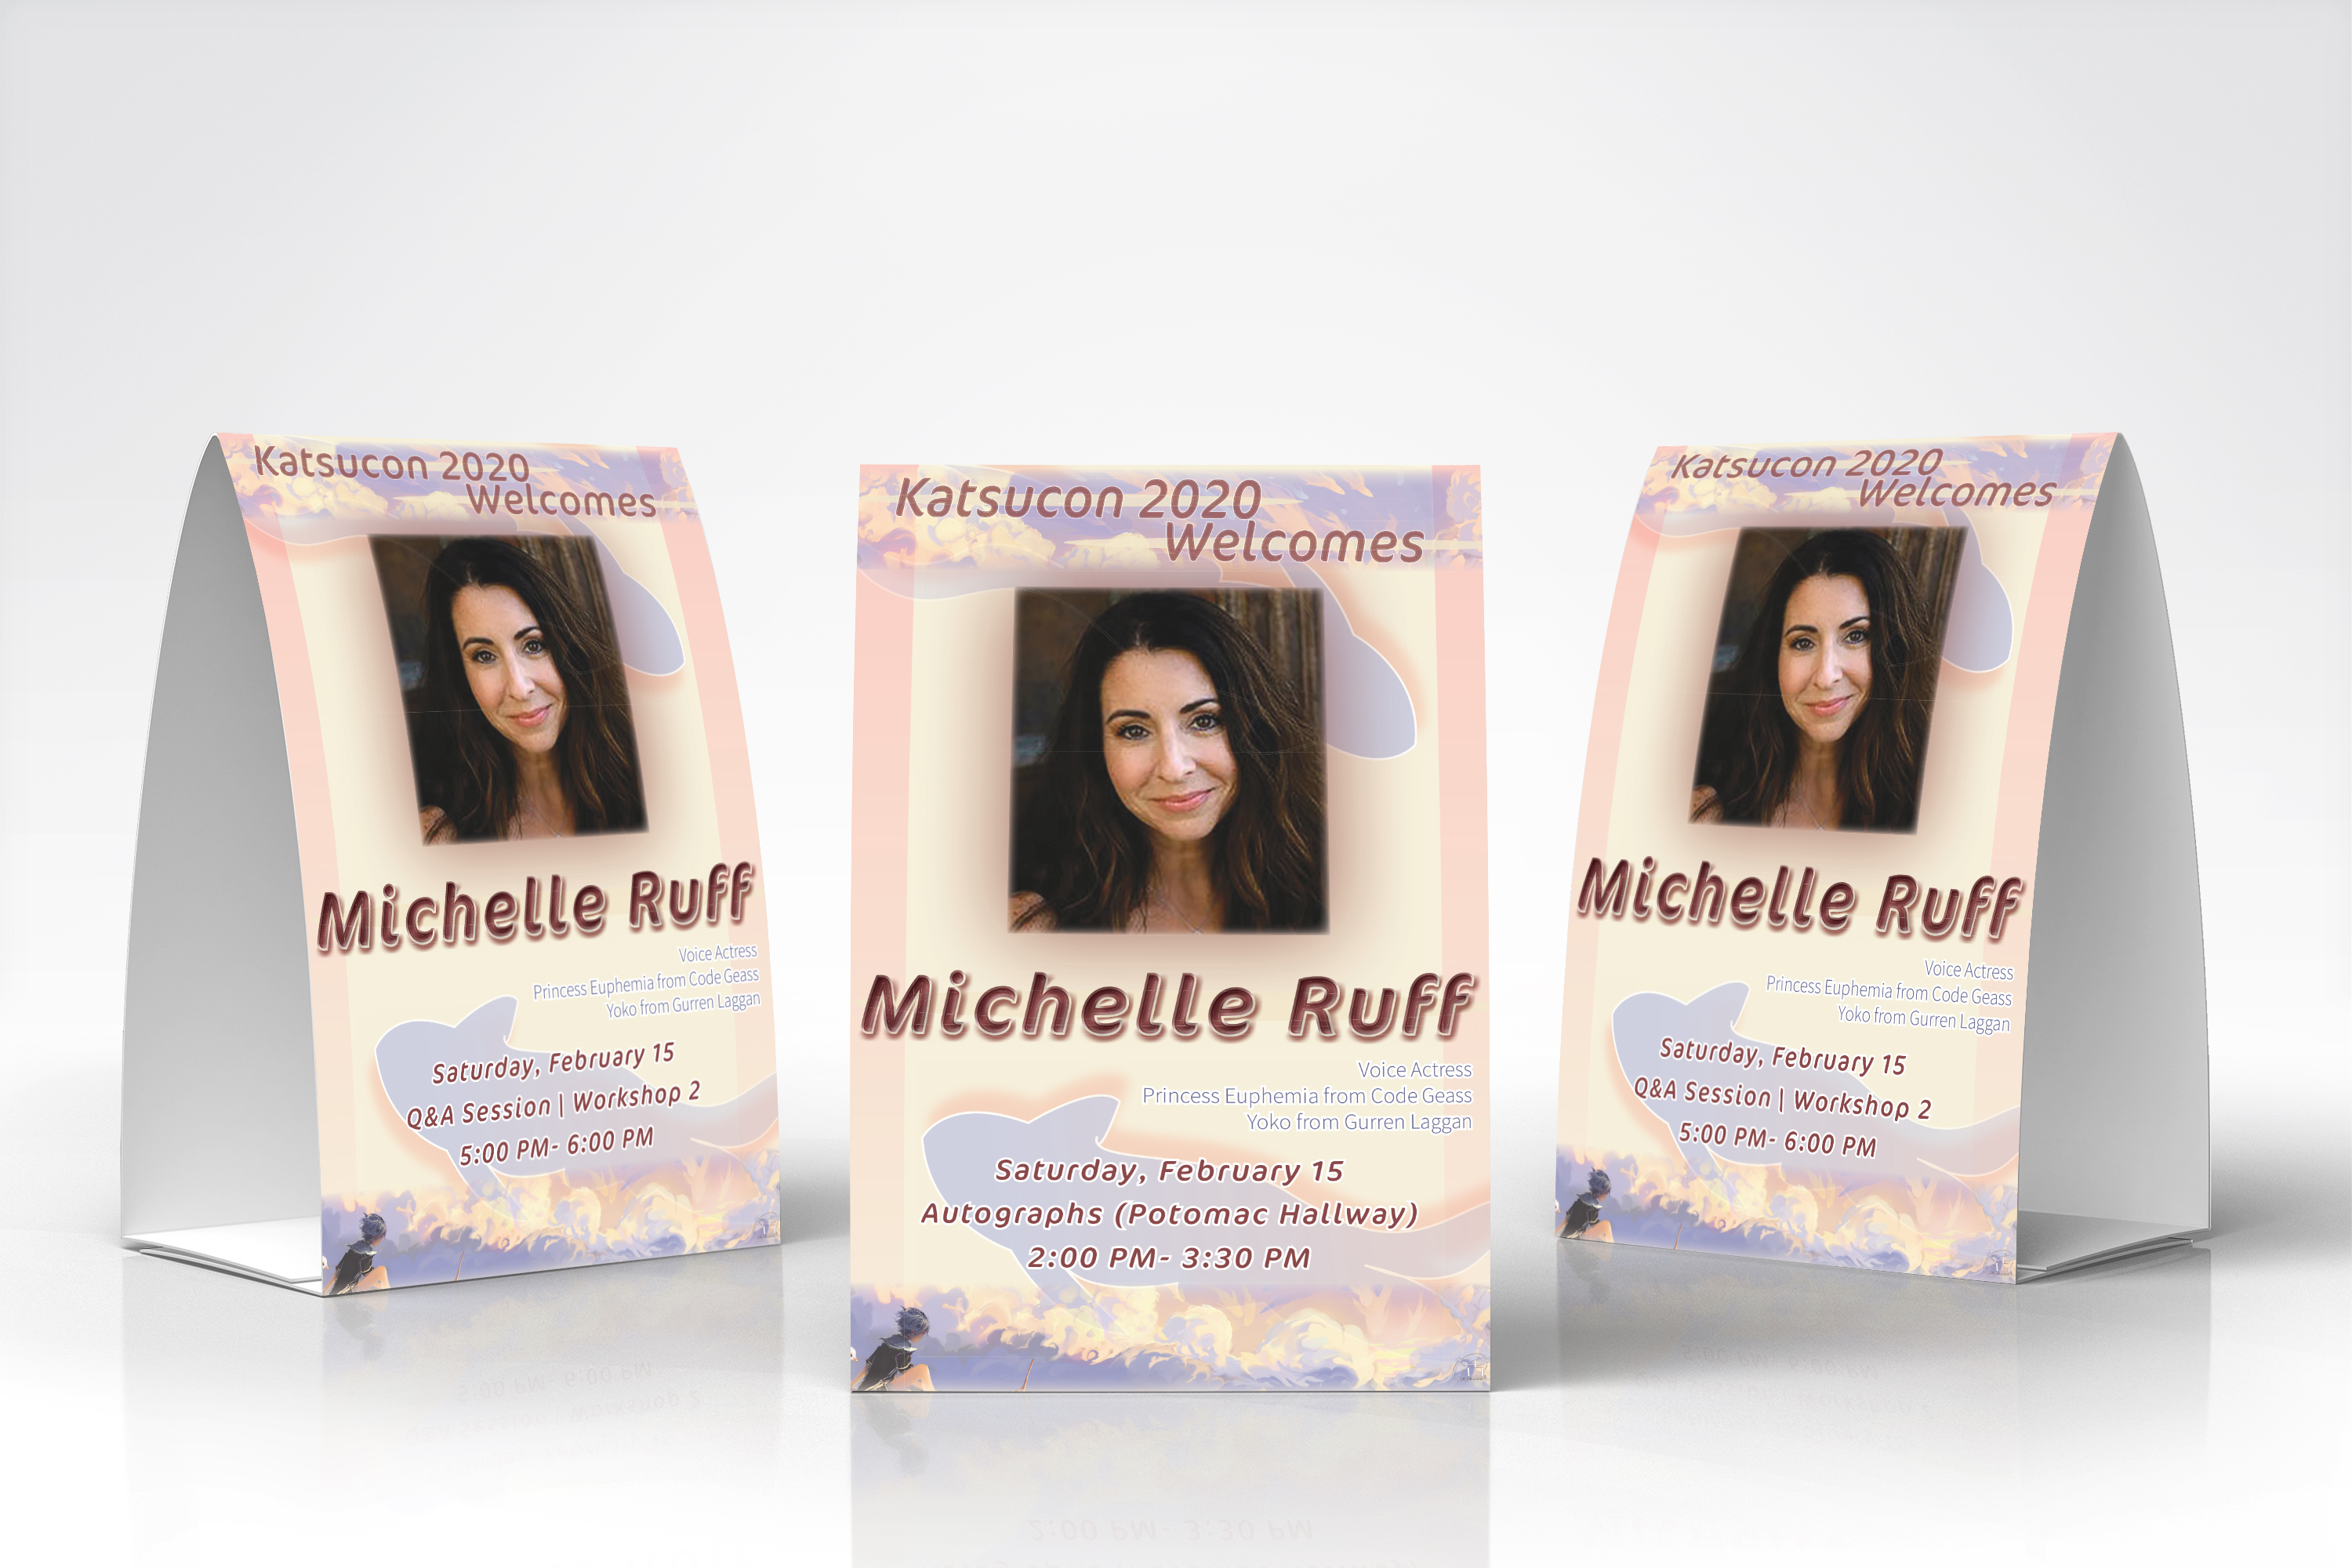 Katsucon 2020
Welcomes
Michelle Ruff
Voice Actress
Princess Euphemia from Code Geass
Yoko from Gurren Laggan
Saturday, February 15
Q&A Session | Workshop 2
5:00 PM- 6:00 PM
Katsucon 2020
Welcomes
Michelle Ruff
Voice Actress
Princess Euphemia from Code Geass
Yoko from Gurren Laggan
Saturday, February 15
Autographs (Potomac Hallway)
2:00 PM- 3:30 PM
Katsucon 2020
Welcomes
Michelle Ruff
Voice Actress
Princess Euphemia from Code Geass
Yoko from Gurren Laggan
Saturday, February 15
Q&A Session | Workshop 2
5:00 PM- 6:00 PM